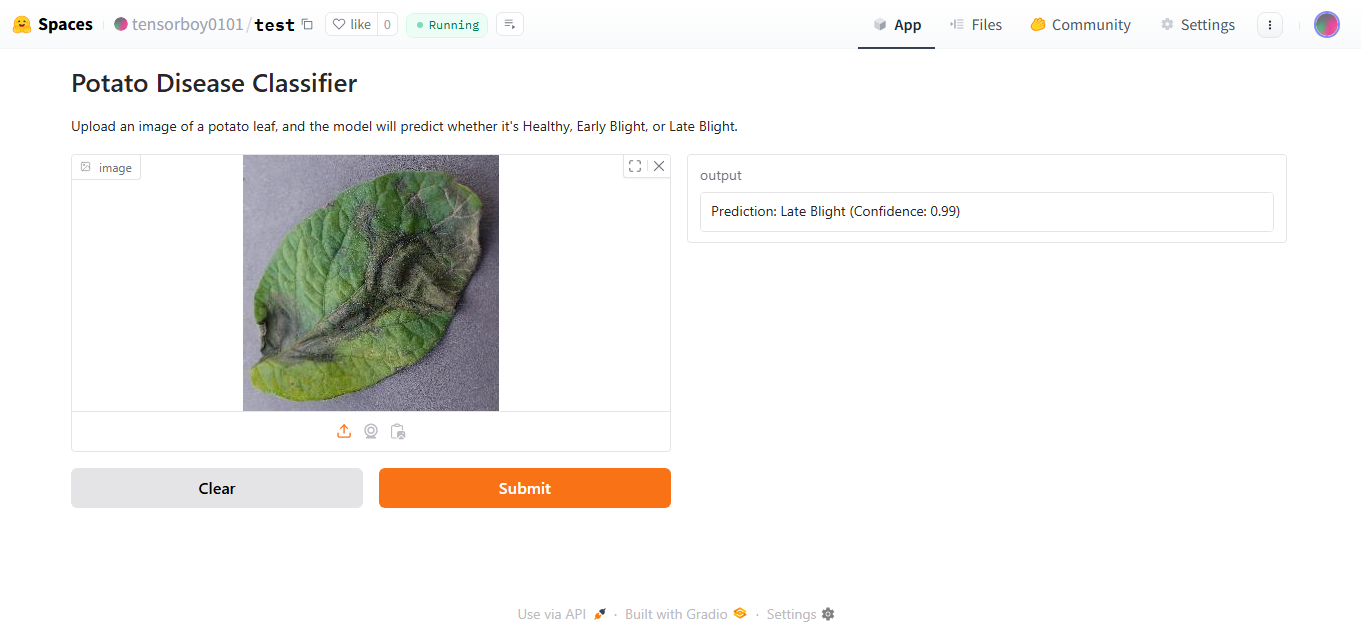 Spaces tensorboy0101/test like 0 Running App Files Community Settings
Potato Disease Classifier
Upload an image of a potato leaf, and the model will predict whether it's Healthy, Early Blight, or Late Blight.
image
output
Prediction: Late Blight (Confidence: 0.99)
Clear Submit
Use via API · Built with Gradio · Settings